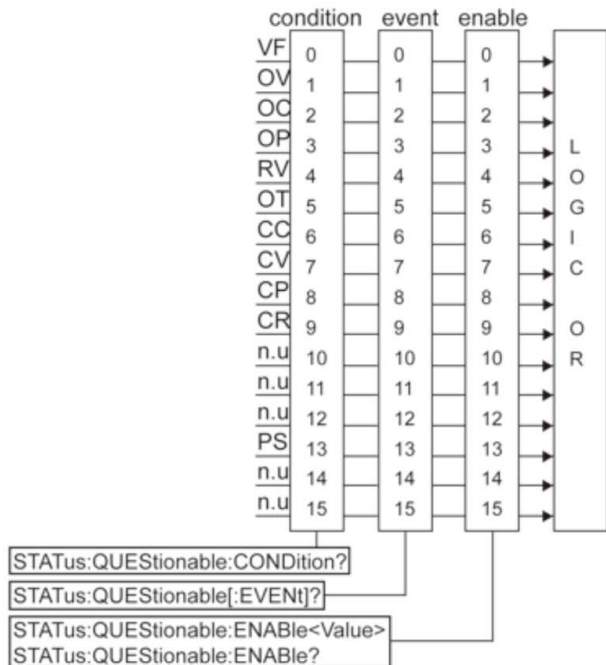 condition event enable
VF 0 0 0
OV 1 1 1
OC 2 2 2
OP 3 3 3 L
RV 4 4 4 O
OT 5 5 5 G
CC 6 6 6 I
CV 7 7 7 C
CP 8 8 8
CR 9 9 9 O
n.u 10 10 10 R
n.u 11 11 11
n.u 12 12 12
PS 13 13 13
n.u 14 14 14
n.u 15 15 15
STATus:QUEStionable:CONDition?
STATus:QUEStionable[:EVENt]?
STATus:QUEStionable:ENABle<Value>
STATus:QUEStionable:ENABle?